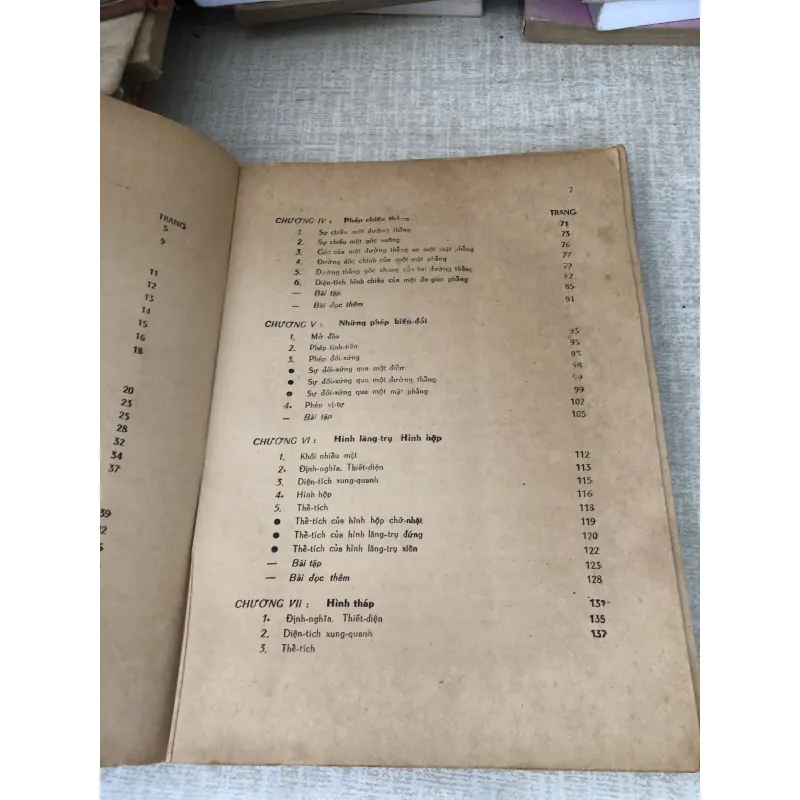 TRANG
5
9
11
12
13
14
15
16
18
20
23
25
28
32
34
37
39
7
CHƯƠNG IV : Phép chiếu TRANG
1. Sự chiếu một đường thẳng 71
2. Sự chiếu một góc vuông 73
3. Góc của một đường thẳng và một mặt phẳng 76
4. Đường dốc chính của một mặt phẳng 77
5. Đường thẳng góc chung của hai đường thẳng 79
6. Diện-tích hình chiếu của một đa-giác phẳng 82
— Bài tập 85
— Bài đọc thêm 91
CHƯƠNG V : Những phép biến-đổi
1. Mở đầu 93
2. Phép tịnh-tiến 95
3. Phép đối-xứng 95
● Sự đối-xứng qua một điểm 98
● Sự đối-xứng qua một đường thẳng 99
● Sự đối-xứng qua một mặt phẳng 99
4. Phép vị-tự 102
— Bài tập 105
CHƯƠNG VI : Hình lăng-trụ Hình hộp
1. Khối nhiều mặt 112
2. Định-nghĩa. Thiết-diện 113
3. Diện-tích xung-quanh 115
4. Hình hộp 116
5. Thể-tích 118
● Thể-tích của hình hộp chữ-nhật 119
● Thể-tích của hình lăng-trụ đứng 120
● Thể-tích của hình lăng-trụ xiên 122
— Bài tập 123
— Bài đọc thêm 128
CHƯƠNG VII : Hình tháp 131
1. Định-nghĩa. Thiết-diện 135
2. Diện-tích xung-quanh 137
3. Thể-tích